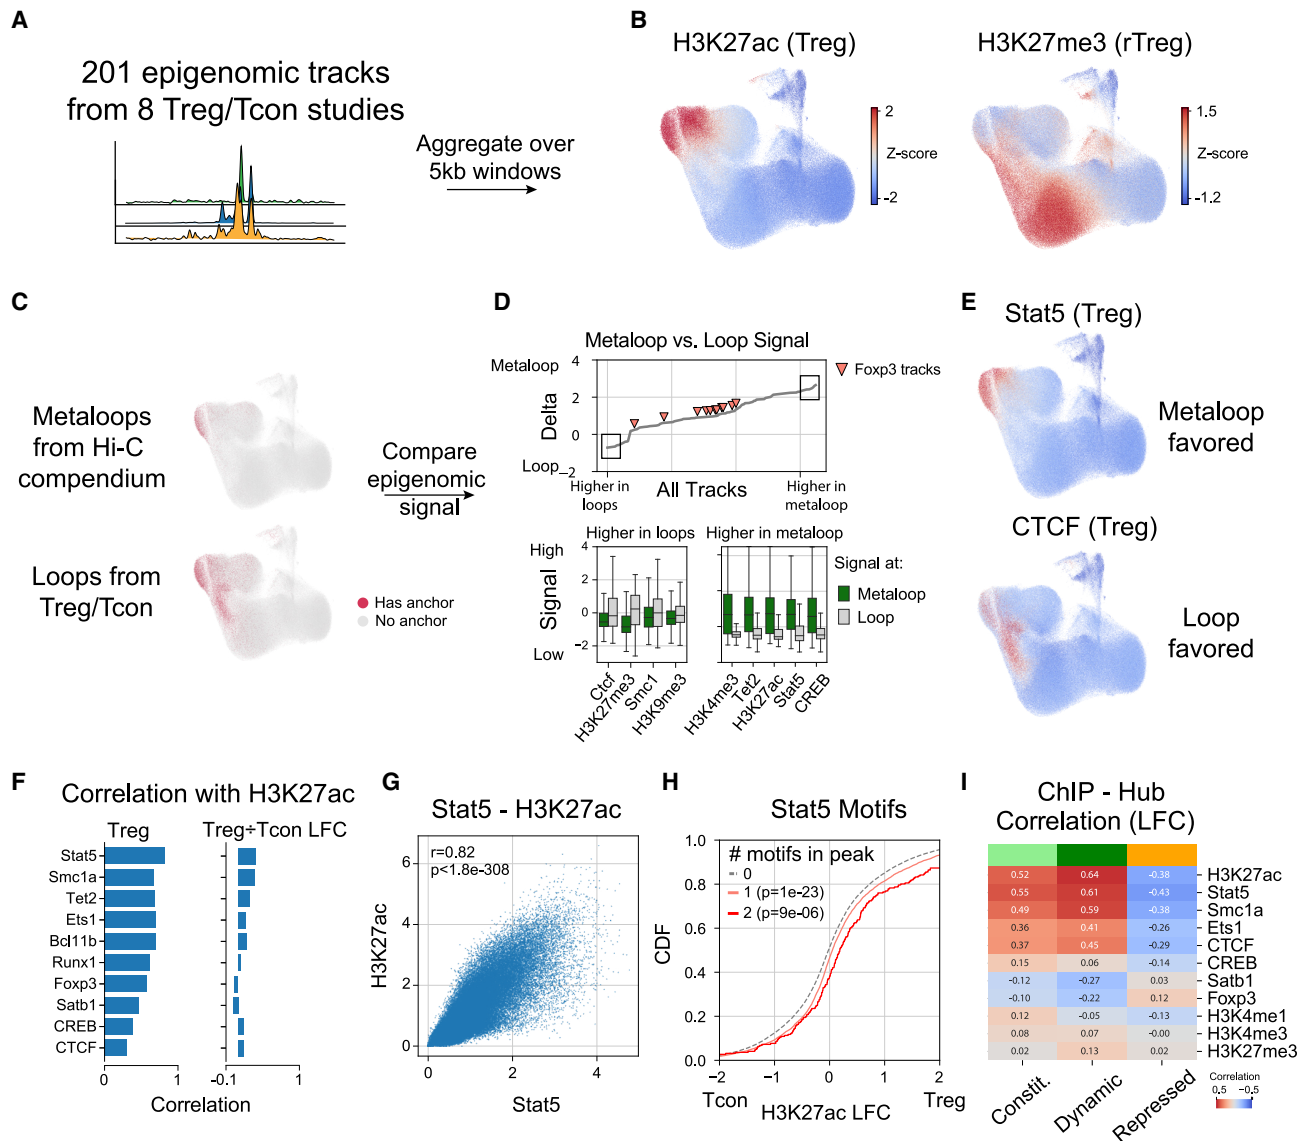 A
201 epigenomic tracks
from 8 Treg/Tcon studies
Aggregate over
5kb windows
B
H3K27ac (Treg)
2
Z-score
−2
H3K27me3 (rTreg)
1.5
Z-score
−1.2
C
Metaloops
from Hi-C
compendium
Loops from
Treg/Tcon
Has anchor
No anchor
Compare
epigenomic
signal
D
Metaloop vs. Loop Signal
Metaloop
Delta
Loop
4
2
0
−2
Foxp3 tracks
Higher in
loops
All Tracks
Higher in
metaloop
Higher in loops
Higher in metaloop
High
Signal
Low
4
2
0
−2
Signal at:
Metaloop
Loop
Ctcf
H3K27me3
Smc1
H3K9me3
H3K4me3
Tet2
H3K27ac
Stat5
CREB
E
Stat5 (Treg)
Metaloop
favored
CTCF (Treg)
Loop
favored
F
Correlation with H3K27ac
Treg
Treg÷Tcon LFC
Stat5
Smc1a
Tet2
Ets1
Bcl11b
Runx1
Foxp3
Satb1
CREB
CTCF
0
1
-0.1
1
Correlation
G
Stat5 - H3K27ac
r=0.82
p<1.8e-308
H3K27ac
6
4
2
0
0
2
4
Stat5
H
Stat5 Motifs
# motifs in peak
0
1 (p=1e-23)
2 (p=9e-06)
CDF
1.0
0.8
0.6
0.4
0.2
0.0
−2
−1
0
1
2
Tcon
H3K27ac LFC
Treg
I
ChIP - Hub
Correlation (LFC)
0.52 0.64 -0.38 H3K27ac
0.55 0.61 -0.43 Stat5
0.49 0.59 -0.38 Smc1a
0.36 0.41 -0.26 Ets1
0.37 0.45 -0.29 CTCF
0.15 0.06 -0.14 CREB
-0.12 -0.27 0.03 Satb1
-0.10 -0.22 0.12 Foxp3
0.12 -0.05 -0.13 H3K4me1
0.08 0.07 -0.00 H3K4me3
0.02 0.13 0.02 H3K27me3
Constit.
Dynamic
Repressed
Correlation
0.5 −0.5